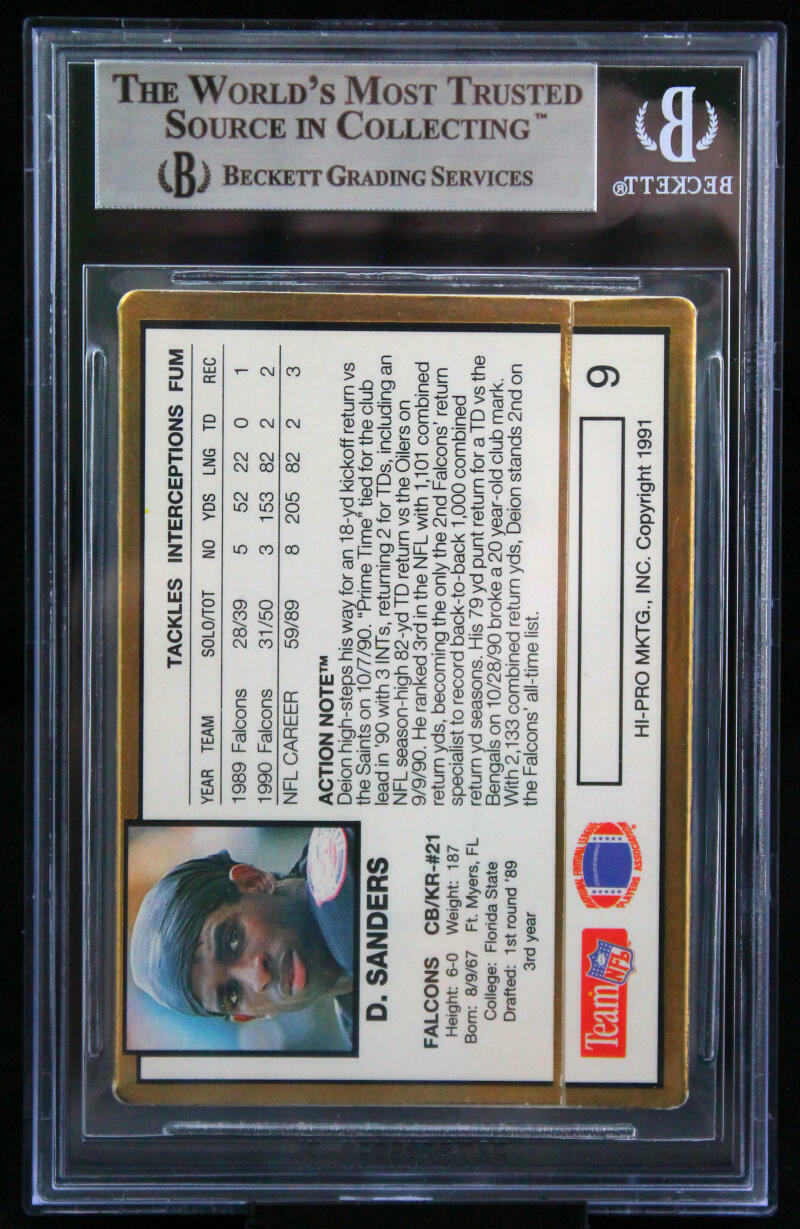 THE WORLD'S MOST TRUSTED
SOURCE IN COLLECTING™
B BECKETT GRADING SERVICES
B
BECKETT®
TACKLES INTERCEPTIONS FUM
YEAR TEAM SOLO/TOT NO YDS LNG TD REC
1989 Falcons 28/39 5 52 22 0 1
1990 Falcons 31/50 3 153 82 2 2
NFL CAREER 59/89 8 205 82 2 3
ACTION NOTE™
Deion high-steps his way for an 18-yd kickoff return vs
the Saints on 10/7/90. "Prime Time" tied for the club
lead in '90 with 3 INTs, returning 2 for TDs, including an
NFL season-high 82-yd TD return vs the Oilers on
9/9/90. He ranked 3rd in the NFL with 1,101 combined
return yds, becoming the only the 2nd Falcons' return
specialist to record back-to-back 1,000 combined
return yd seasons. His 79 yd punt return for a TD vs the
Bengals on 10/28/90 broke a 20 year-old club mark.
With 2,133 combined return yds, Deion stands 2nd on
the Falcons' all-time list.
D. SANDERS
FALCONS CB/KR-#21
Height: 6-0 Weight: 187
Born: 8/9/67 Ft. Myers, FL
College: Florida State
Drafted: 1st round '89
3rd year
Team NFL
NATIONAL FOOTBALL LEAGUE
PLAYERS ASSOCIATION
9
HI-PRO MKTG., INC. Copyright 1991